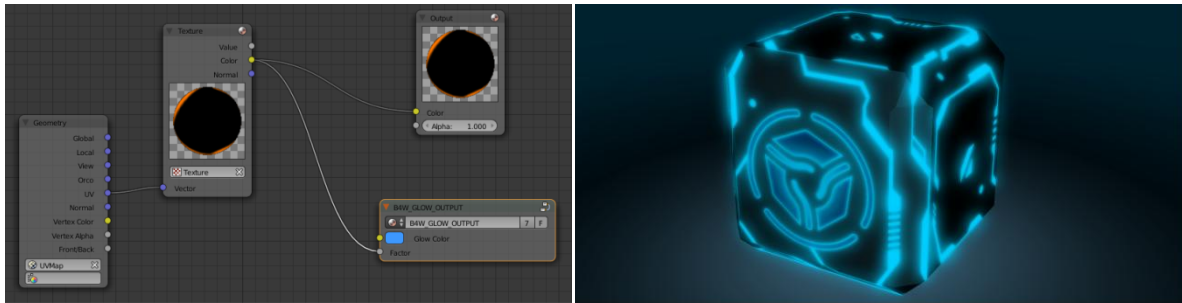 Geometry
Global
Local
View
Orco
UV
Normal
Vertex Color
Vertex Alpha
Front/Back
UVMap
Texture
Value
Color
Normal
Texture
Vector
Output
Color
Alpha: 1.000
B4W_GLOW_OUTPUT
B4W_GLOW_OUTPUT 7 F
Glow Color
Factor